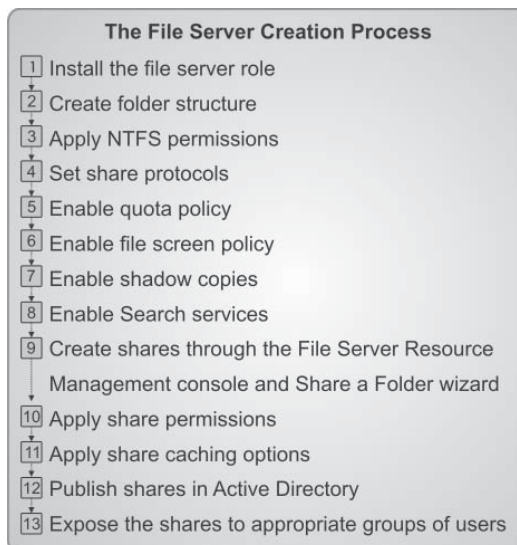 The File Server Creation Process
1 Install the file server role
2 Create folder structure
3 Apply NTFS permissions
4 Set share protocols
5 Enable quota policy
6 Enable file screen policy
7 Enable shadow copies
8 Enable Search services
9 Create shares through the File Server Resource
Management console and Share a Folder wizard
10 Apply share permissions
11 Apply share caching options
12 Publish shares in Active Directory
13 Expose the shares to appropriate groups of users